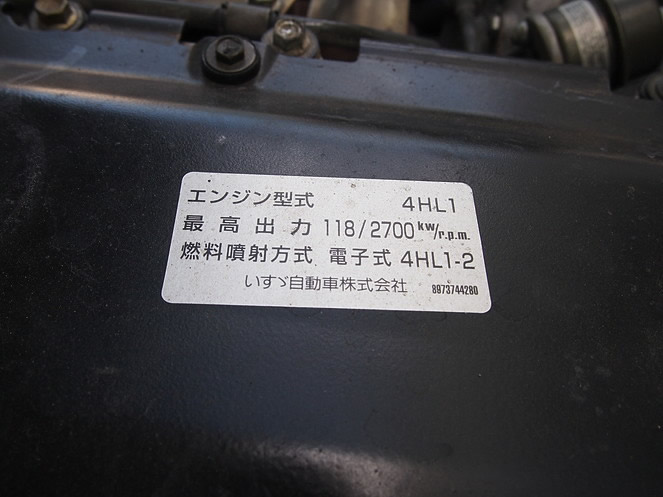 エンジン型式 4HL1
最高出力 118/2700 kw/r.p.m.
燃料噴射方式 電子式 4HL1-2
いすゞ自動車株式会社 8973744280